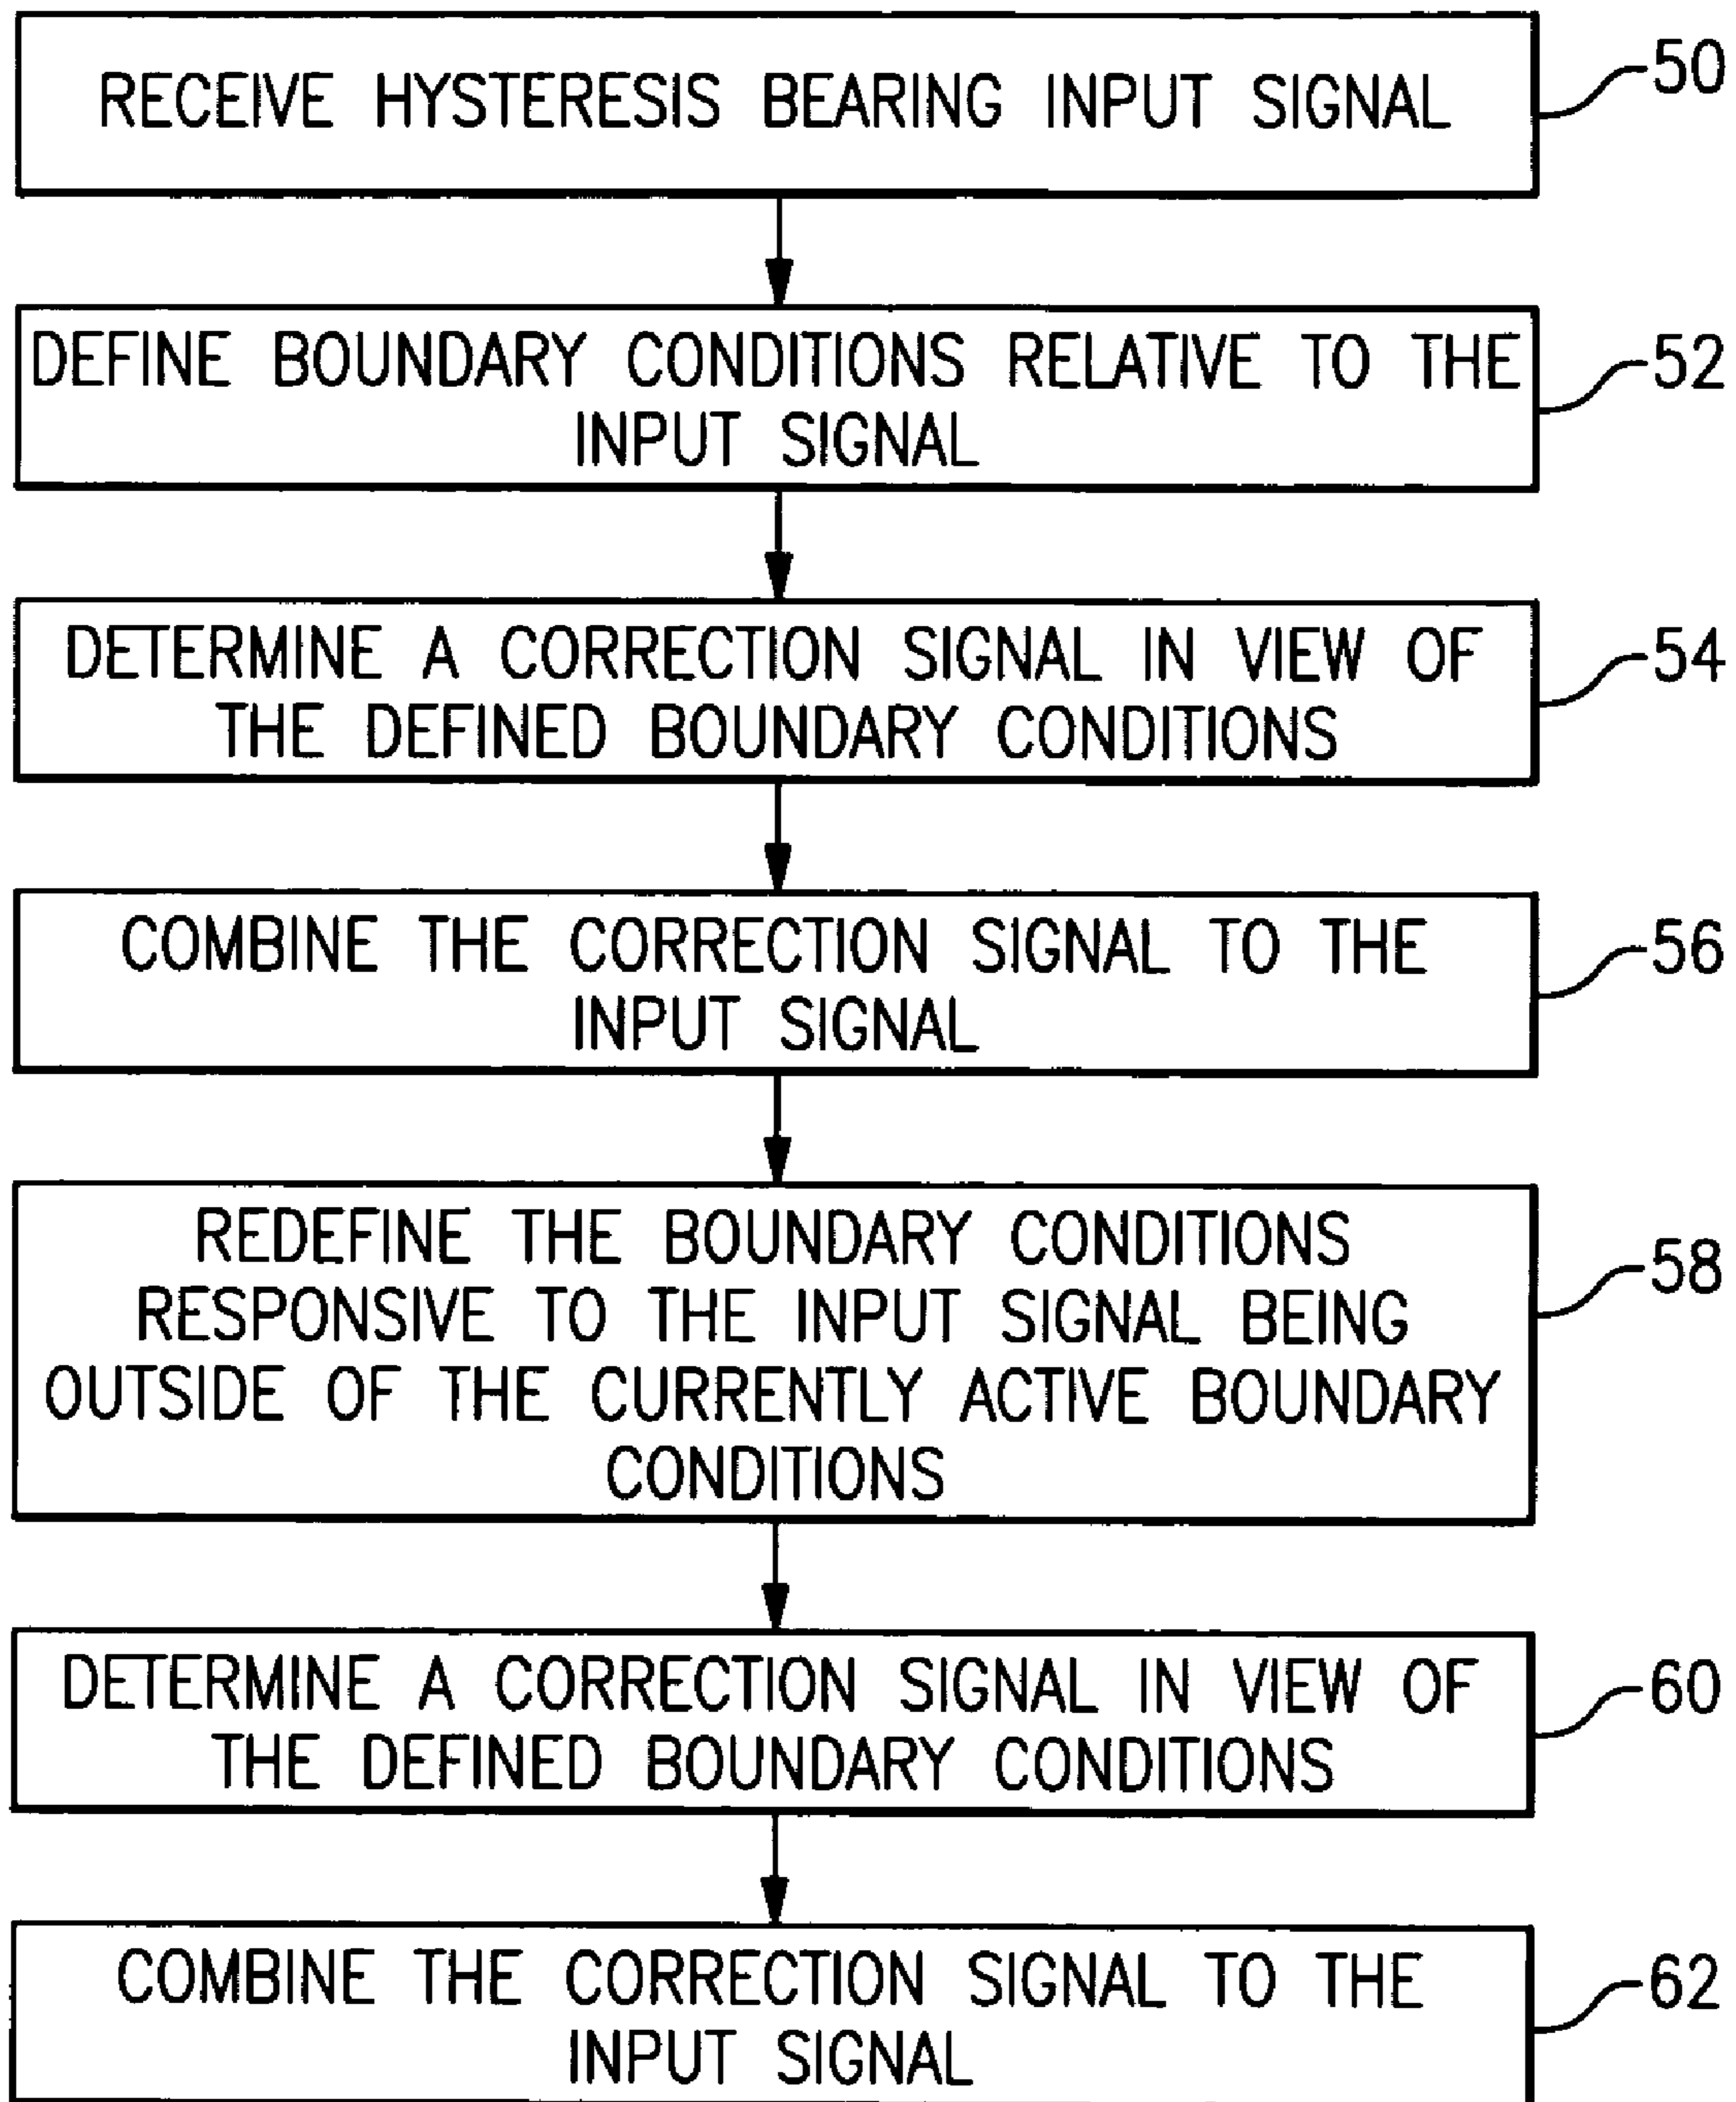 RECEIVE HYSTERESIS BEARING INPUT SIGNAL
50
DEFINE BOUNDARY CONDITIONS RELATIVE TO THE
INPUT SIGNAL
52
DETERMINE A CORRECTION SIGNAL IN VIEW OF
THE DEFINED BOUNDARY CONDITIONS
54
COMBINE THE CORRECTION SIGNAL TO THE
INPUT SIGNAL
56
REDEFINE THE BOUNDARY CONDITIONS
RESPONSIVE TO THE INPUT SIGNAL BEING
OUTSIDE OF THE CURRENTLY ACTIVE BOUNDARY
CONDITIONS
58
DETERMINE A CORRECTION SIGNAL IN VIEW OF
THE DEFINED BOUNDARY CONDITIONS
60
COMBINE THE CORRECTION SIGNAL TO THE
INPUT SIGNAL
62